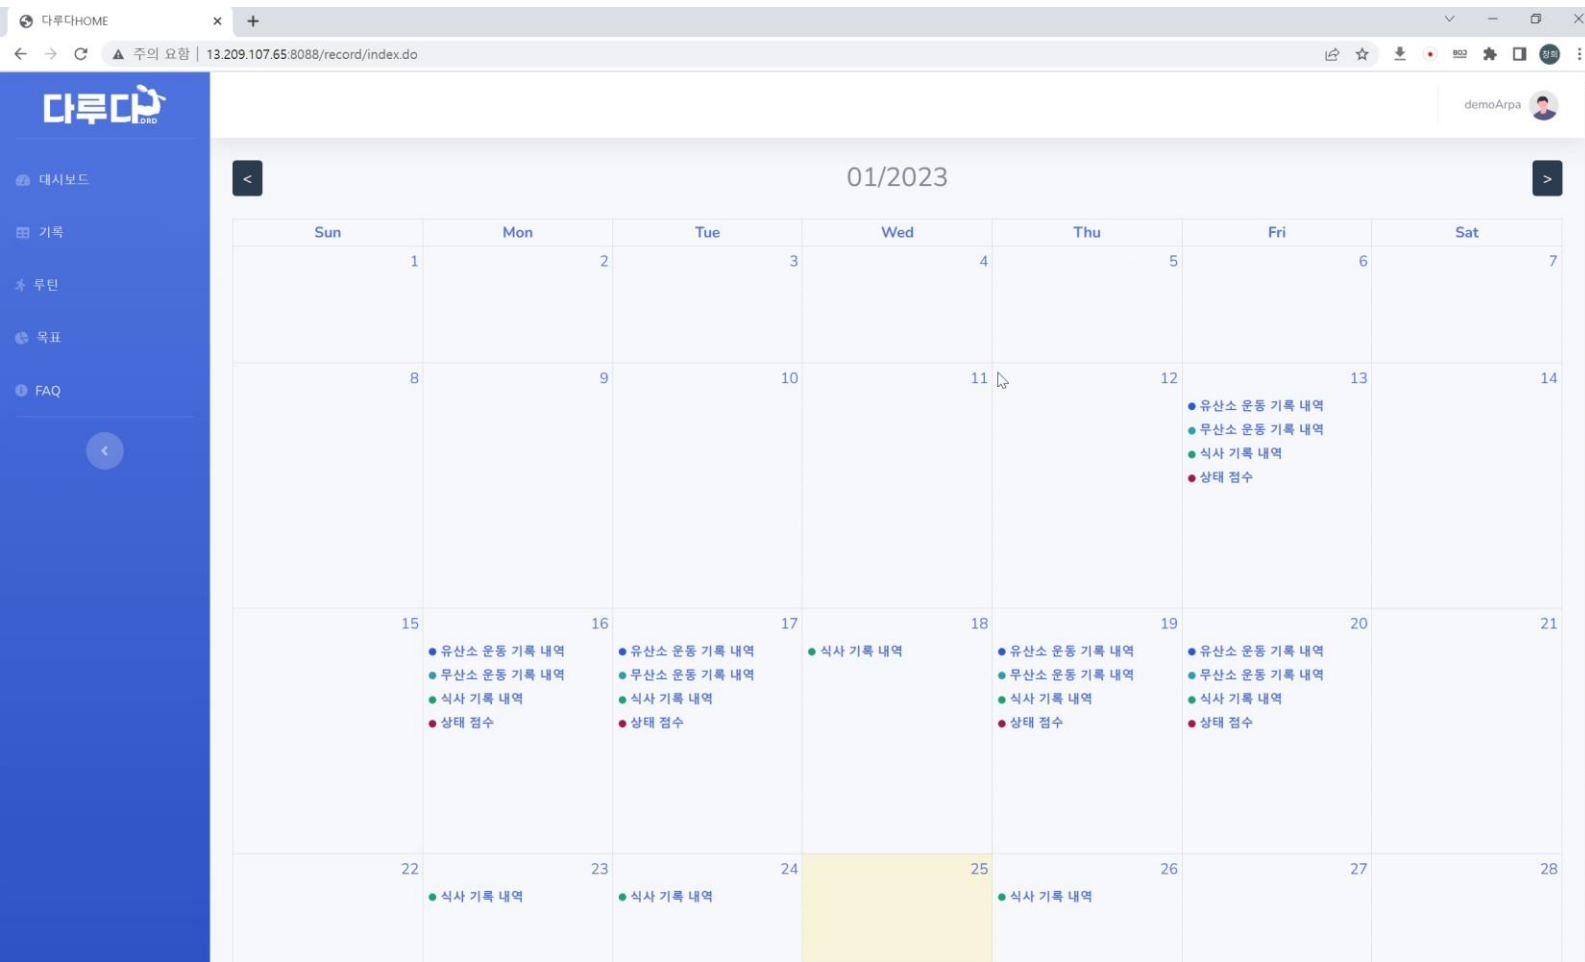 다루다HOME
주의 요함 | 13.209.107.65:8088/record/index.do
BOJ
창희
다루다
.DRD
demoArpa
대시보드
기록
루틴
목표
FAQ
<
< 01/2023 >
Sun Mon Tue Wed Thu Fri Sat
1 2 3 4 5 6 7
8 9 10 11 12 13 14
유산소 운동 기록 내역
무산소 운동 기록 내역
식사 기록 내역
상태 점수
15 16 17 18 19 20 21
유산소 운동 기록 내역 유산소 운동 기록 내역 식사 기록 내역 유산소 운동 기록 내역 유산소 운동 기록 내역
무산소 운동 기록 내역 무산소 운동 기록 내역 무산소 운동 기록 내역 무산소 운동 기록 내역
식사 기록 내역 식사 기록 내역 식사 기록 내역 식사 기록 내역
상태 점수 상태 점수 상태 점수 상태 점수
22 23 24 25 26 27 28
식사 기록 내역 식사 기록 내역 식사 기록 내역